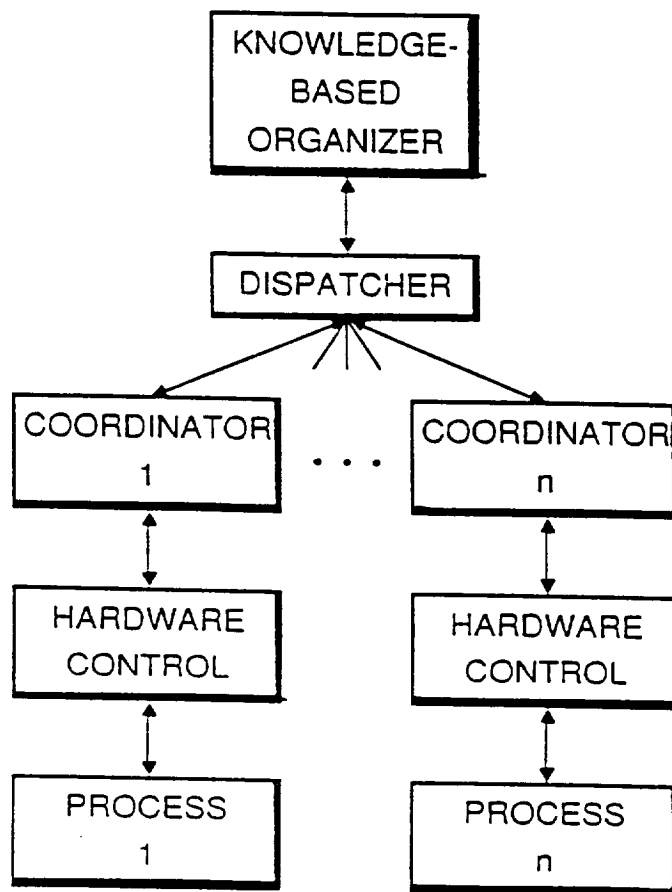 KNOWLEDGE-
BASED
ORGANIZER
DISPATCHER
COORDINATOR
1
. . .
COORDINATOR
n
HARDWARE
CONTROL
HARDWARE
CONTROL
PROCESS
1
PROCESS
n